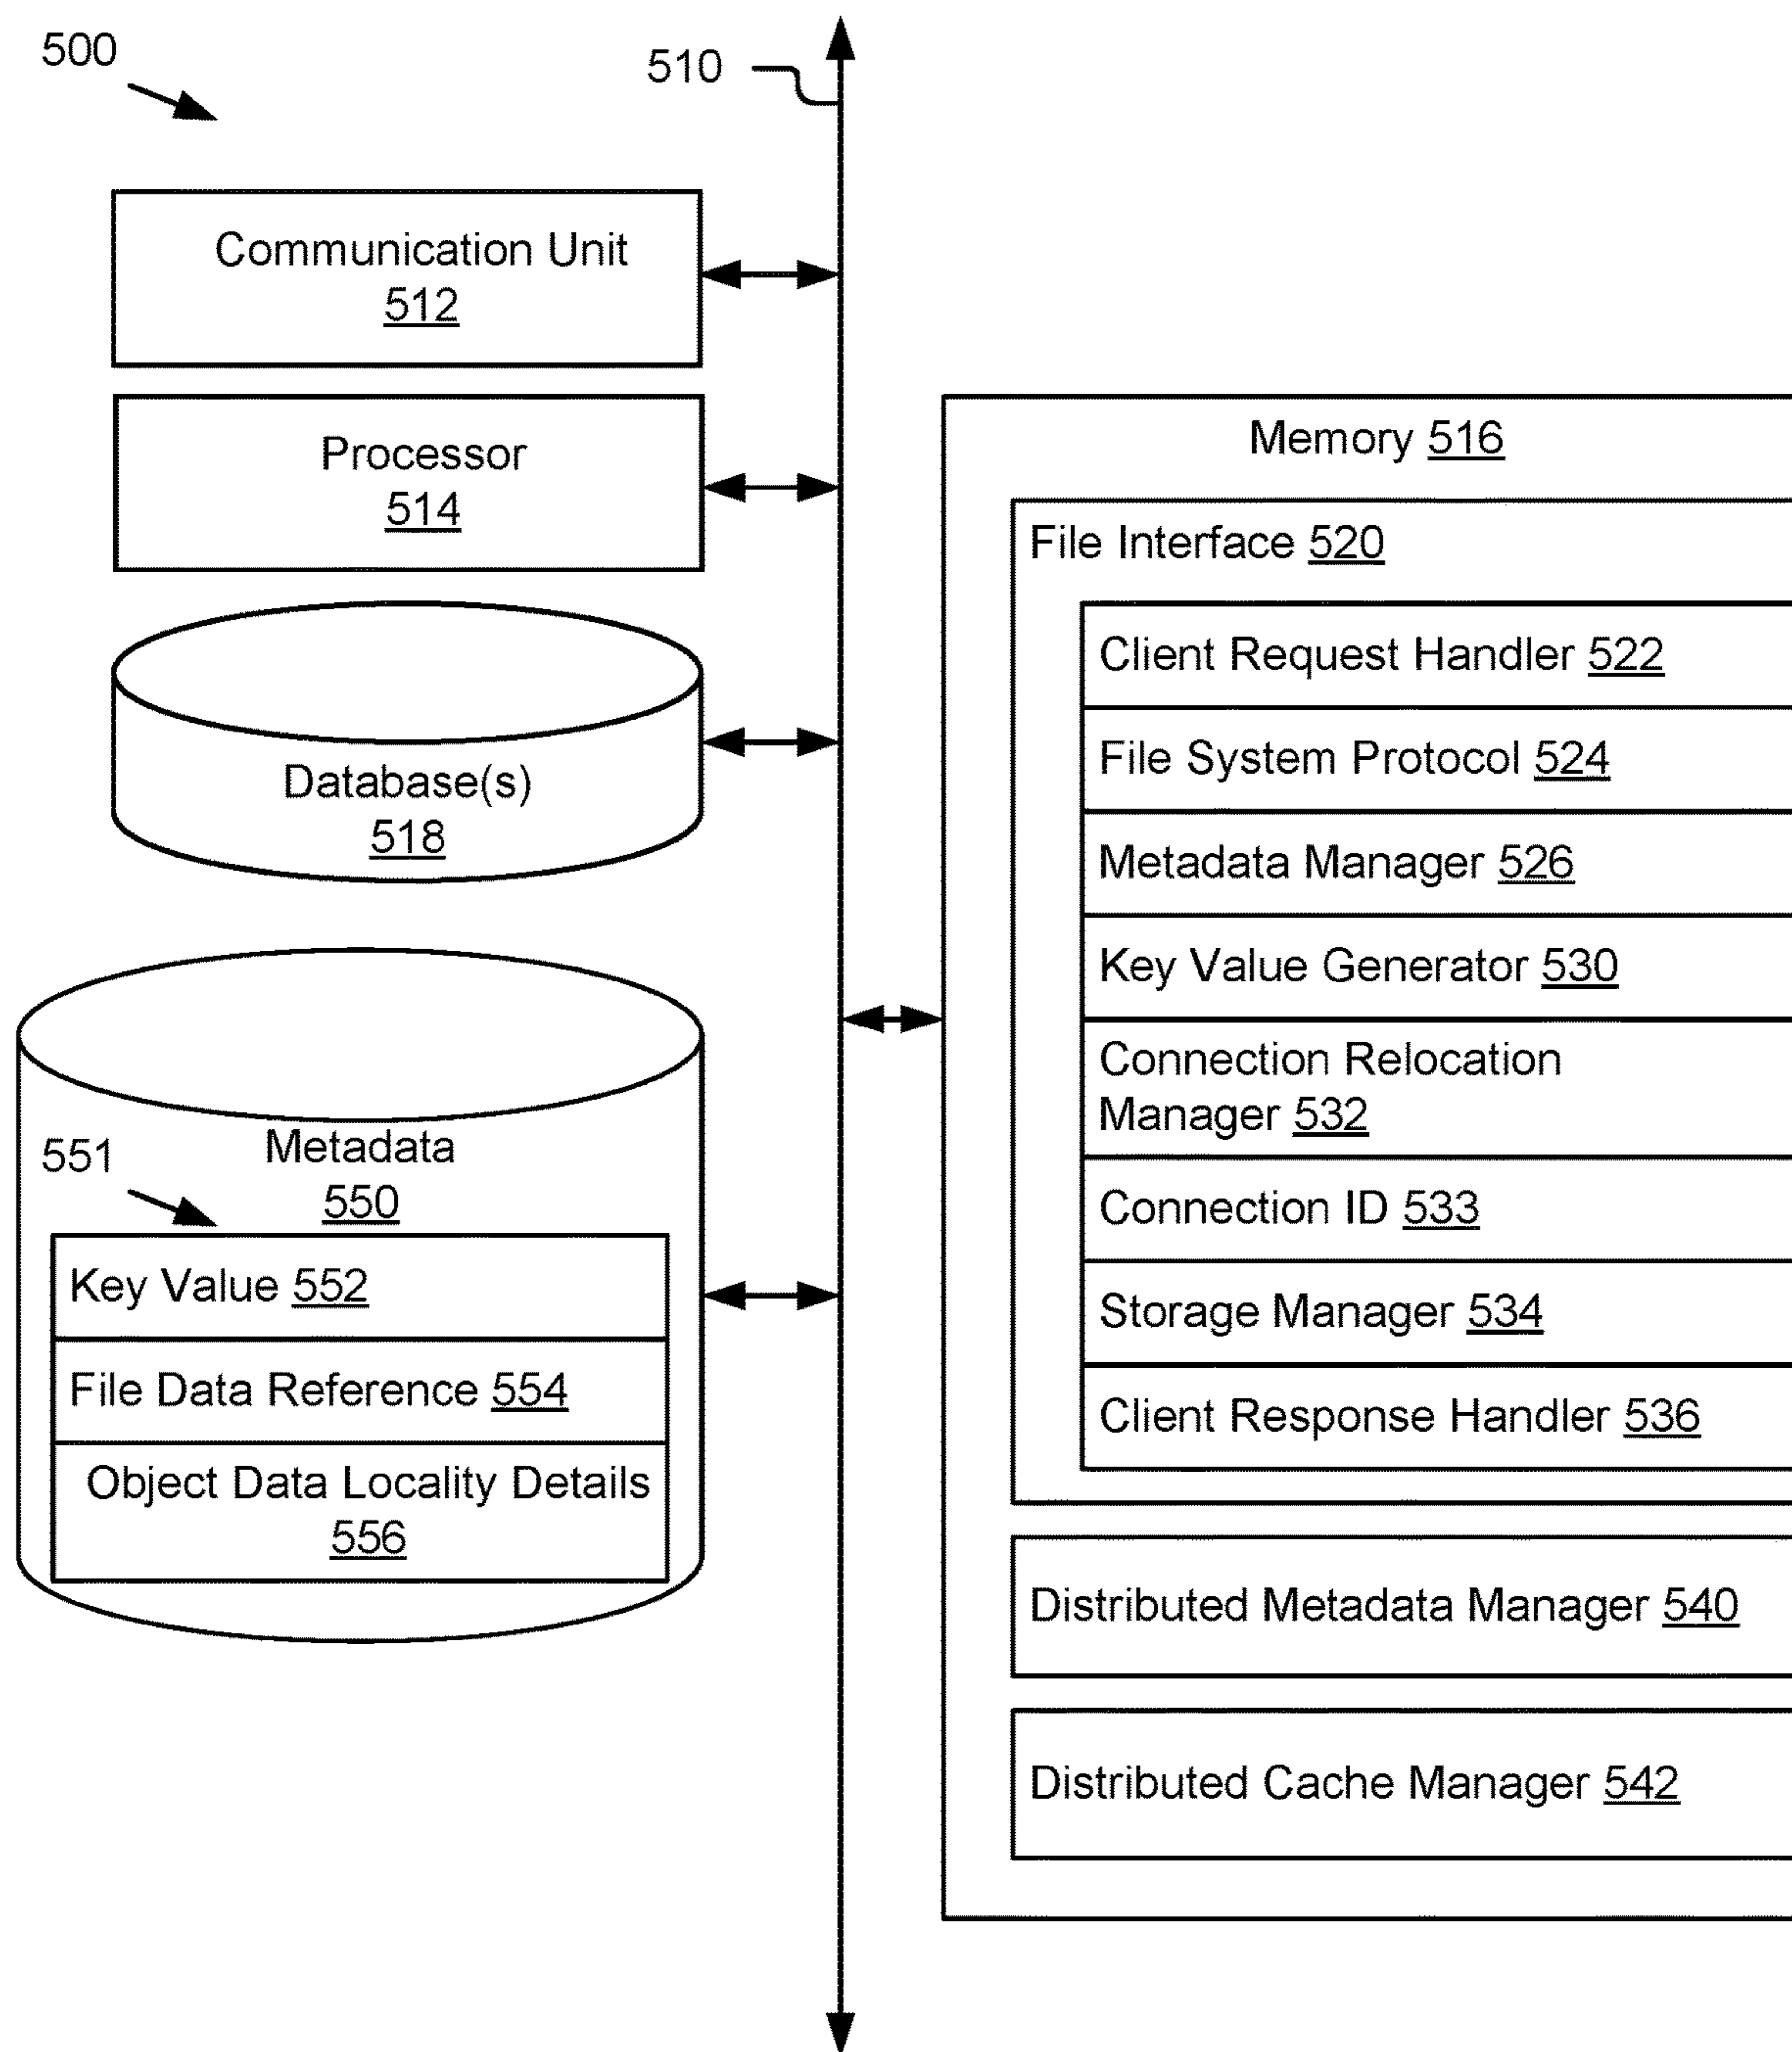 500
510
Communication Unit
512
Processor
514
Database(s)
518
551
Metadata
550
Key Value 552
File Data Reference 554
Object Data Locality Details
556
Memory 516
File Interface 520
Client Request Handler 522
File System Protocol 524
Metadata Manager 526
Key Value Generator 530
Connection Relocation
Manager 532
Connection ID 533
Storage Manager 534
Client Response Handler 536
Distributed Metadata Manager 540
Distributed Cache Manager 542